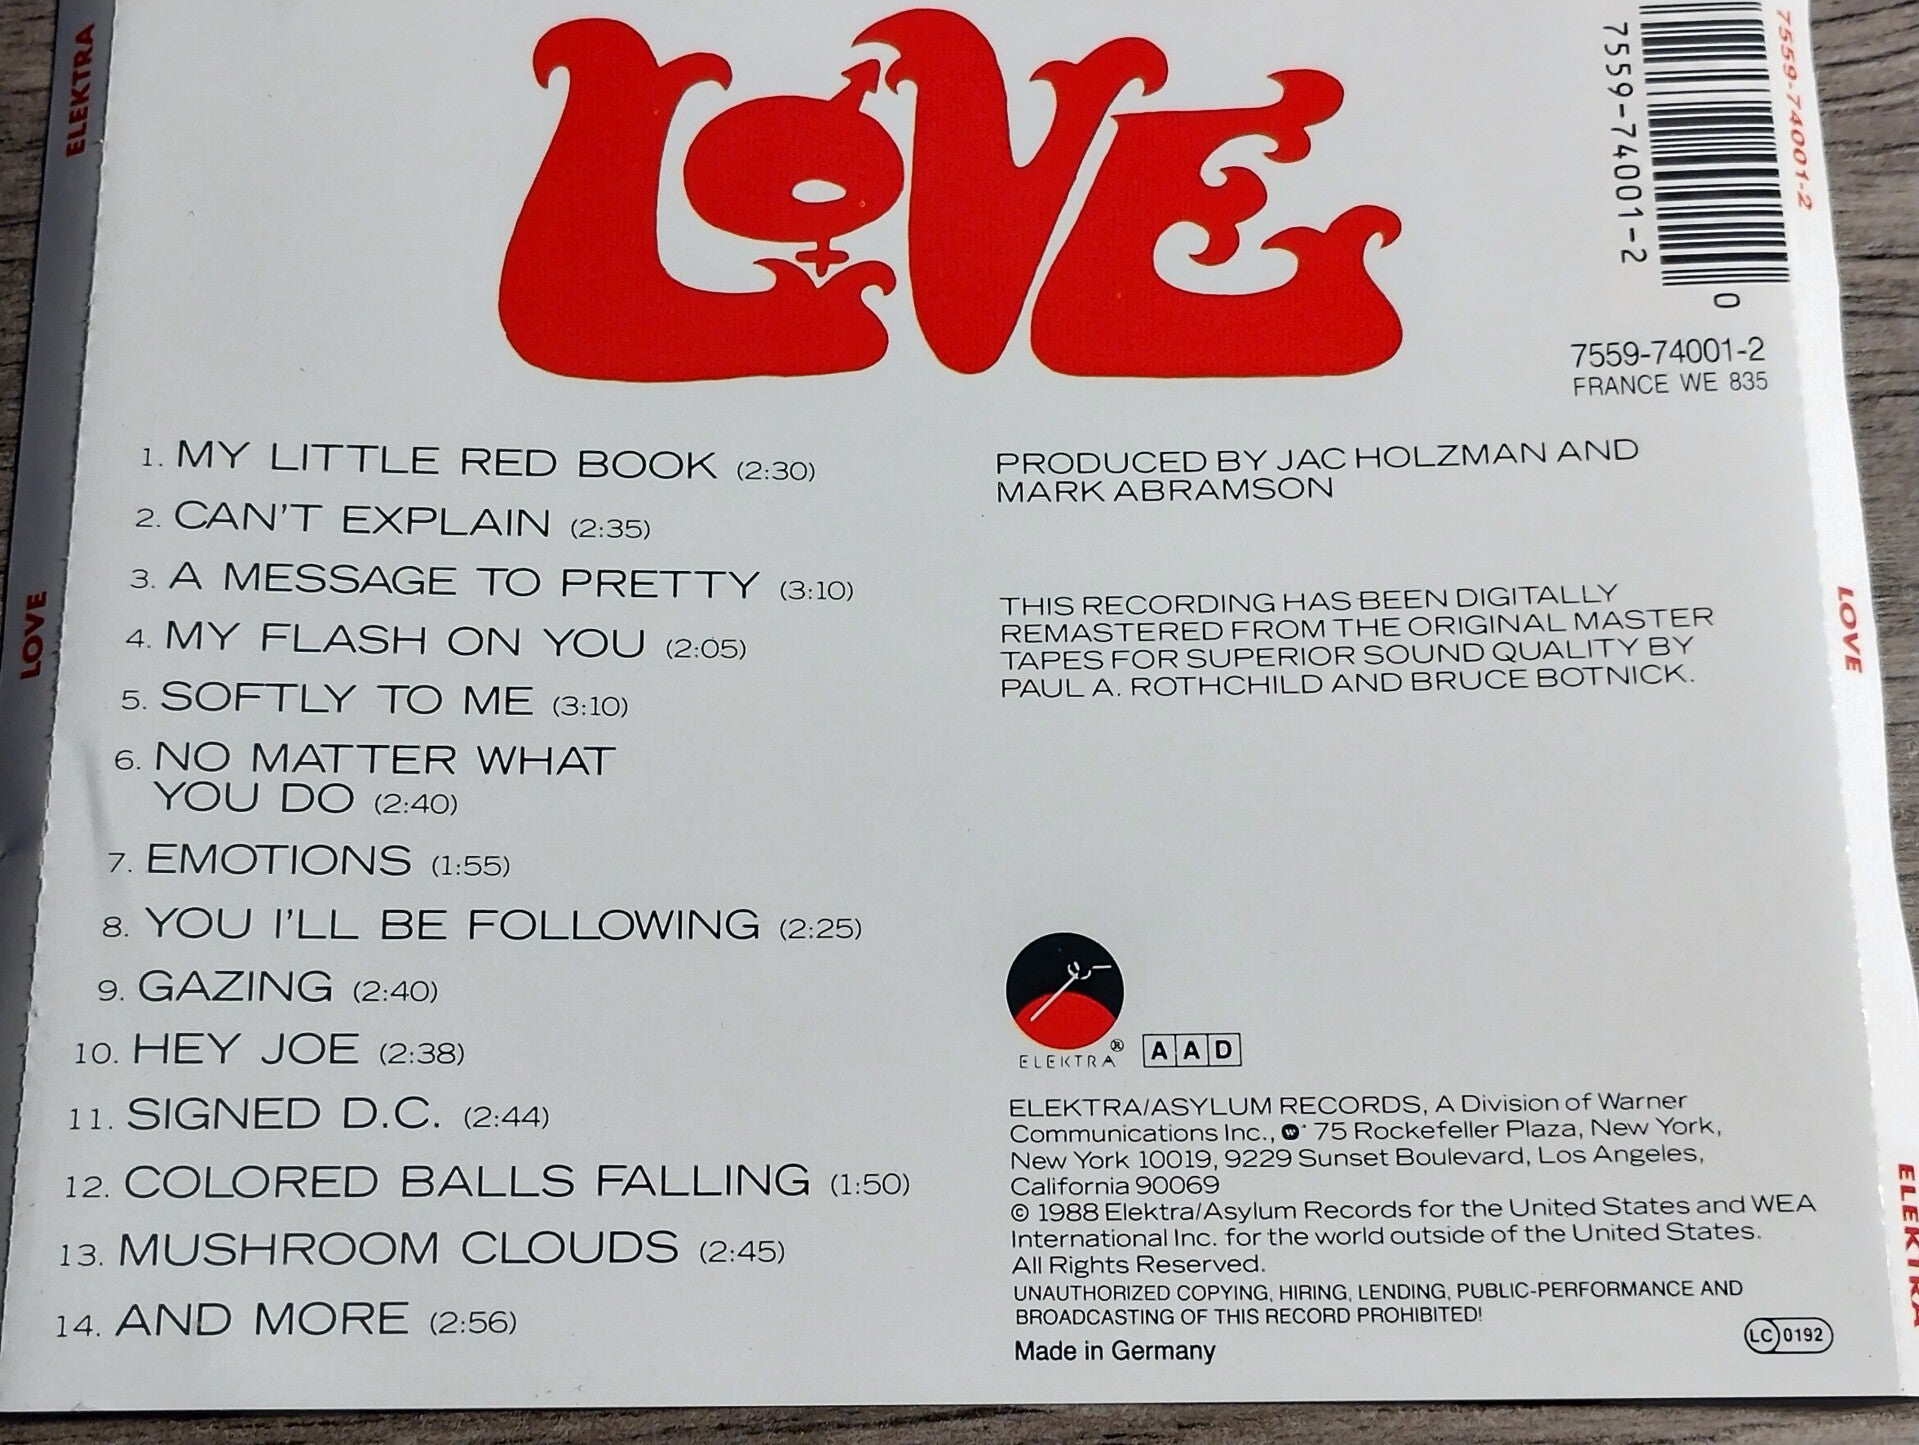 ELEKTRA
LOVE
LOVE
7559-74001-2
0
7559-74001-2
FRANCE WE 835
7559-74001-2
LOVE
ELEKTRA
1. MY LITTLE RED BOOK (2:30)
2. CAN'T EXPLAIN (2:35)
3. A MESSAGE TO PRETTY (3:10)
4. MY FLASH ON YOU (2:05)
5. SOFTLY TO ME (3:10)
6. NO MATTER WHAT
YOU DO (2:40)
7. EMOTIONS (1:55)
8. YOU I'LL BE FOLLOWING (2:25)
9. GAZING (2:40)
10. HEY JOE (2:38)
11. SIGNED D.C. (2:44)
12. COLORED BALLS FALLING (1:50)
13. MUSHROOM CLOUDS (2:45)
14. AND MORE (2:56)
PRODUCED BY JAC HOLZMAN AND
MARK ABRAMSON
THIS RECORDING HAS BEEN DIGITALLY
REMASTERED FROM THE ORIGINAL MASTER
TAPES FOR SUPERIOR SOUND QUALITY BY
PAUL A. ROTHCHILD AND BRUCE BOTNICK.
ELEKTRA® AAD
ELEKTRA/ASYLUM RECORDS, A Division of Warner
Communications Inc., 75 Rockefeller Plaza, New York,
New York 10019, 9229 Sunset Boulevard, Los Angeles,
California 90069
© 1988 Elektra/Asylum Records for the United States and WEA
International Inc. for the world outside of the United States.
All Rights Reserved.
UNAUTHORIZED COPYING, HIRING, LENDING, PUBLIC-PERFORMANCE AND
BROADCASTING OF THIS RECORD PROHIBITED!
Made in Germany
LC 0192